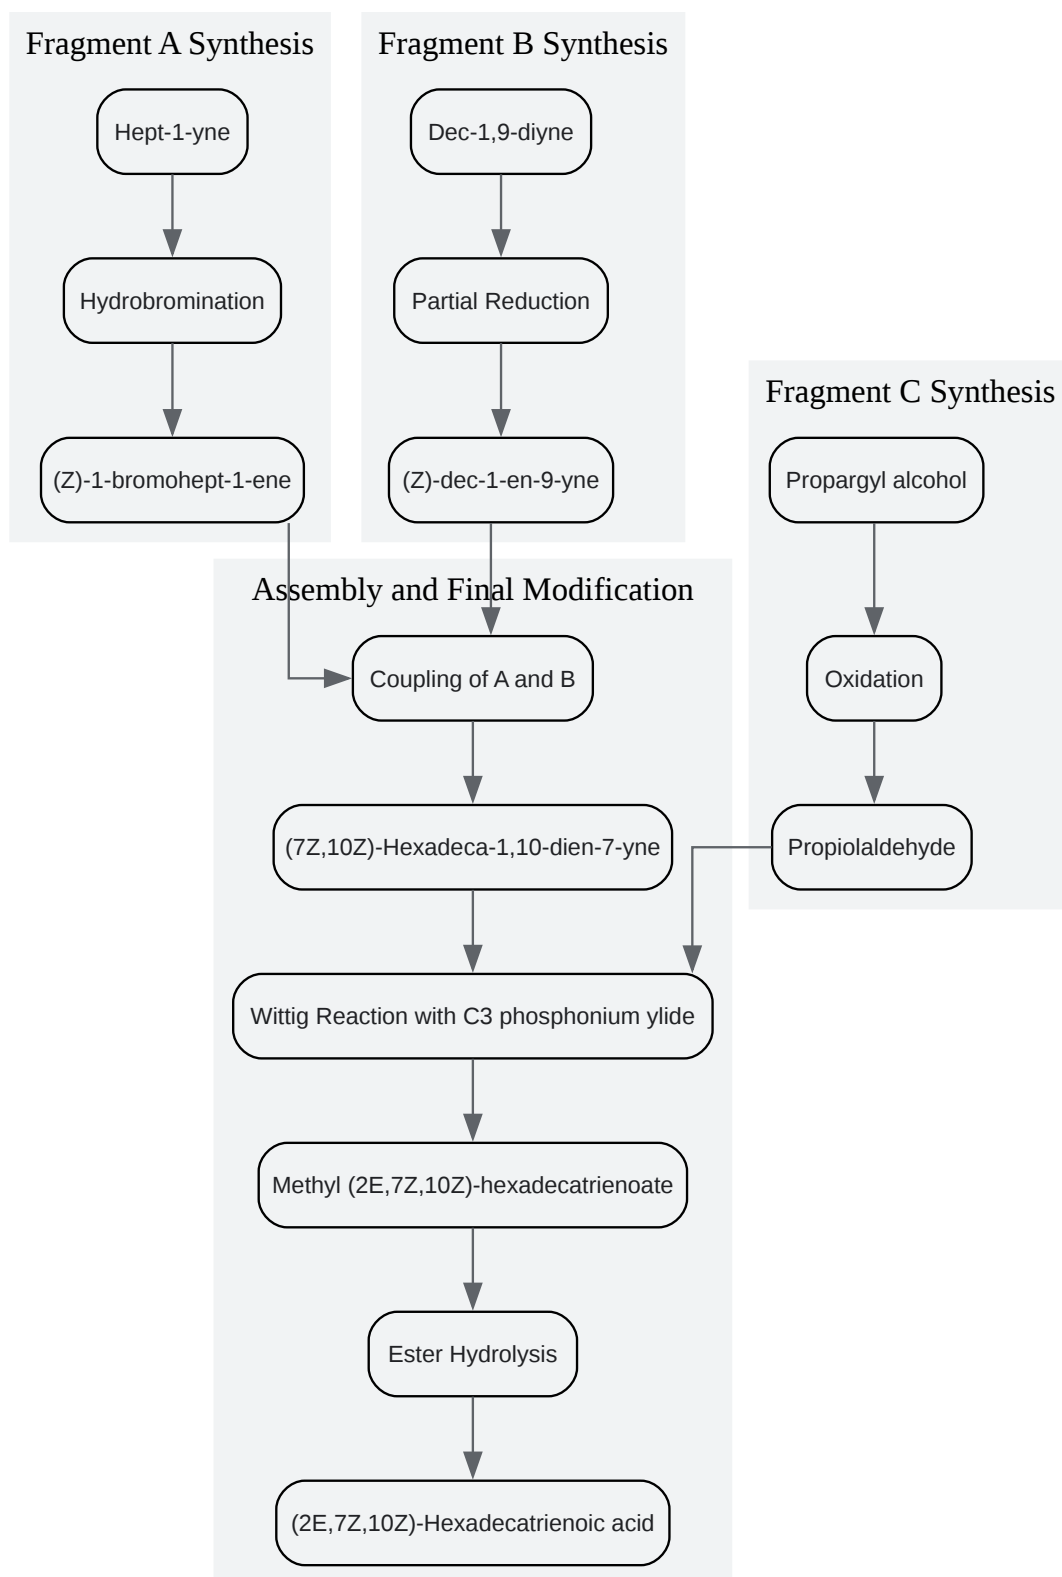 Fragment A Synthesis
Hept-1-yne
Hydrobromination
(Z)-1-bromohept-1-ene
Fragment B Synthesis
Dec-1,9-diyne
Partial Reduction
(Z)-dec-1-en-9-yne
Fragment C Synthesis
Propargyl alcohol
Oxidation
Propiolaldehyde
Assembly and Final Modification
Coupling of A and B
(7Z,10Z)-Hexadeca-1,10-dien-7-yne
Wittig Reaction with C3 phosphonium ylide
Methyl (2E,7Z,10Z)-hexadecatrienoate
Ester Hydrolysis
(2E,7Z,10Z)-Hexadecatrienoic acid